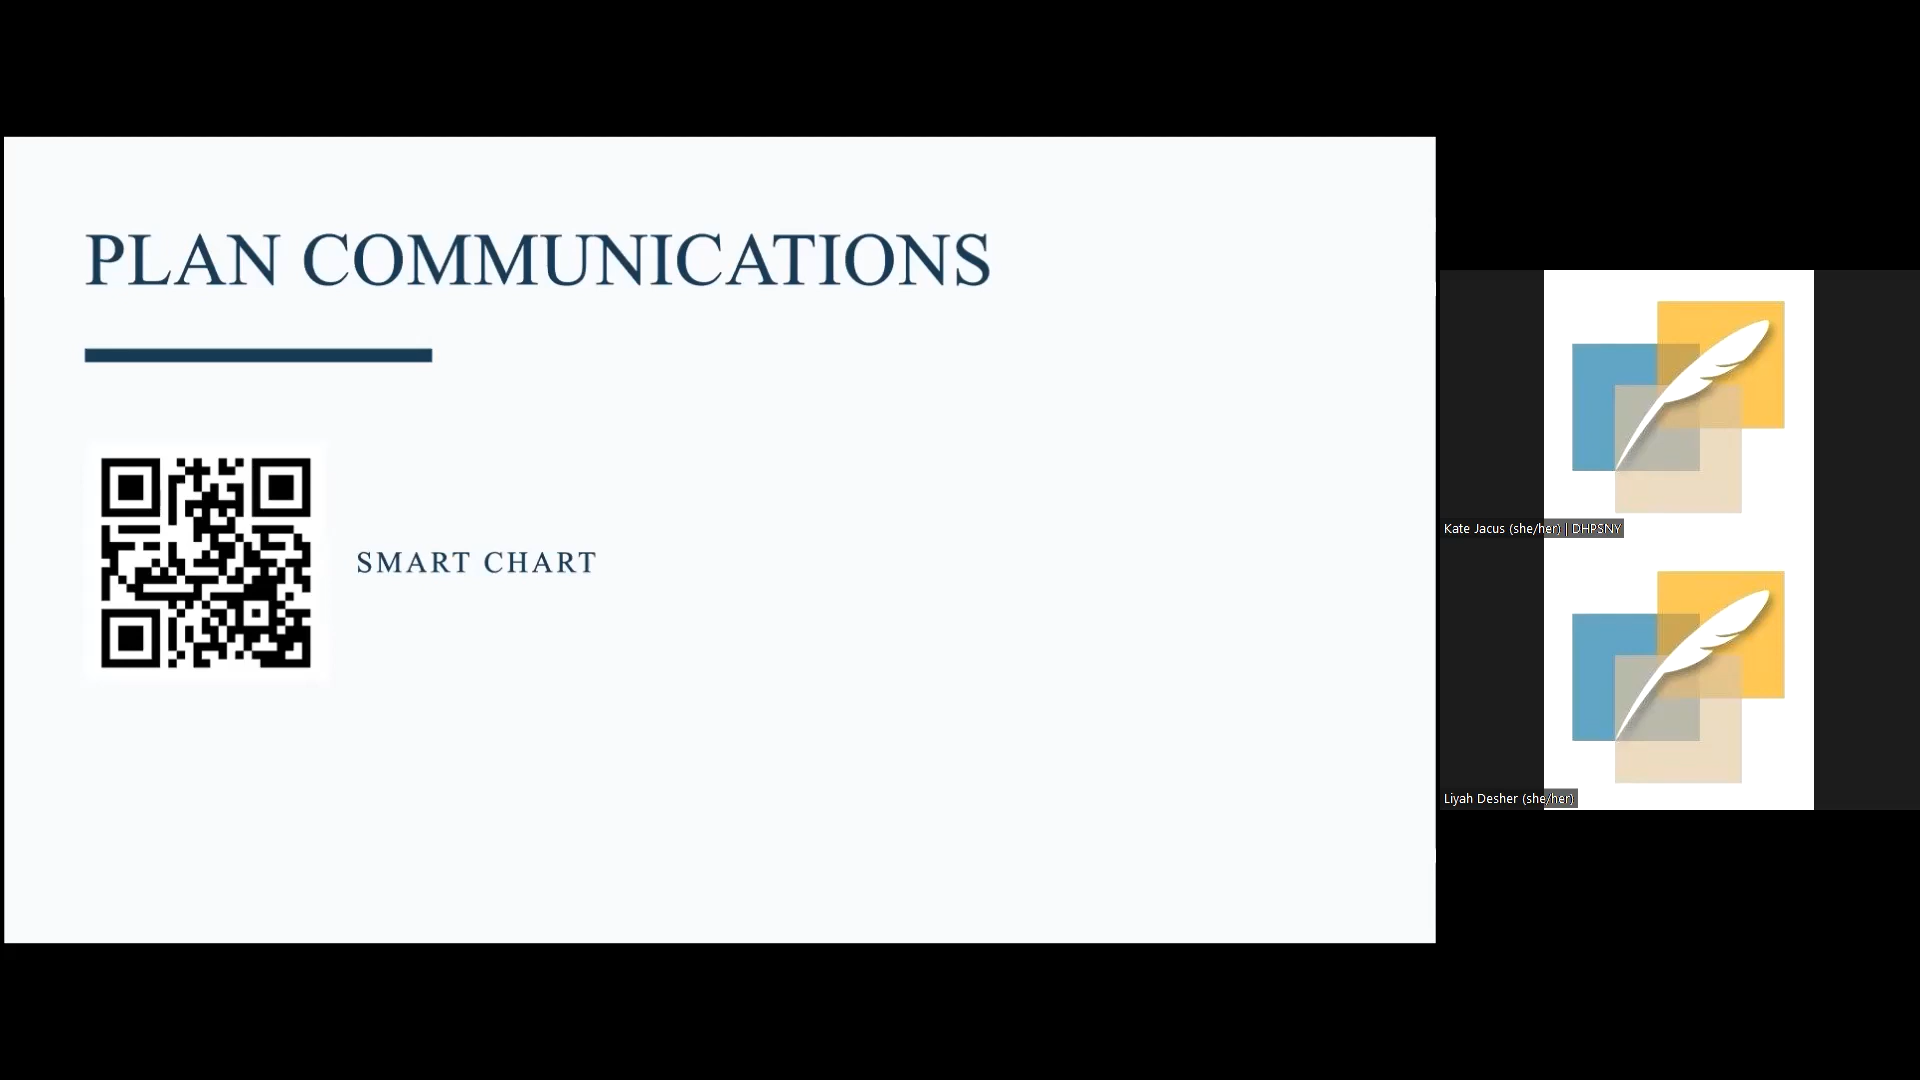 PLAN COMMUNICATIONS
SMART CHART
Kate Jacus (she/her) | DHPSNY
Liyah Desher (she/her)